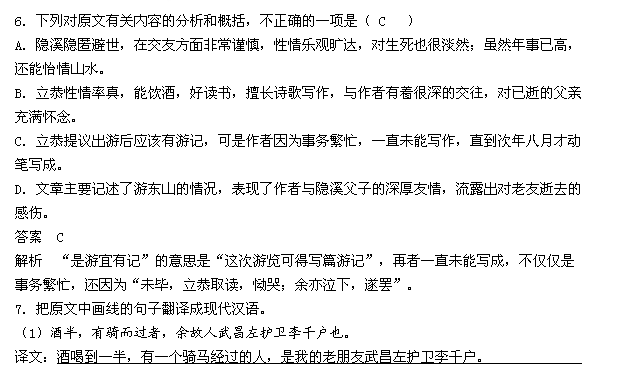 6. 下列对原文有关内容的分析和概括，不正确的一项是（ C  ）
A. 隐溪隐匿避世，在交友方面非常谨慎，性情乐观旷达，对生死也很淡然；虽然年事已高，
还能怡情山水。
B. 立恭性情率真，能饮酒，好读书，擅长诗歌写作，与作者有着很深的交往，对已逝的父亲
充满怀念。
C. 立恭提议出游后应该有游记，可是作者因为事务繁忙，一直未能写作，直到次年八月才动
笔写成。
D. 文章主要记述了游东山的情况，表现了作者与隐溪父子的深厚友情，流露出对老友逝去的
感伤。
答案  C
解析  “是游宜有记”的意思是“这次游览可得写篇游记”，再者一直未能写成，不仅仅是
事务繁忙，还因为“未毕，立恭取读，恸哭；余亦泣下，遂罢”。
7. 把原文中画线的句子翻译成现代汉语。
（1）酒半，有骑而过者，余故人武昌左护卫李千户也。
译文：酒喝到一半，有一个骑马经过的人，是我的老朋友武昌左护卫李千户。